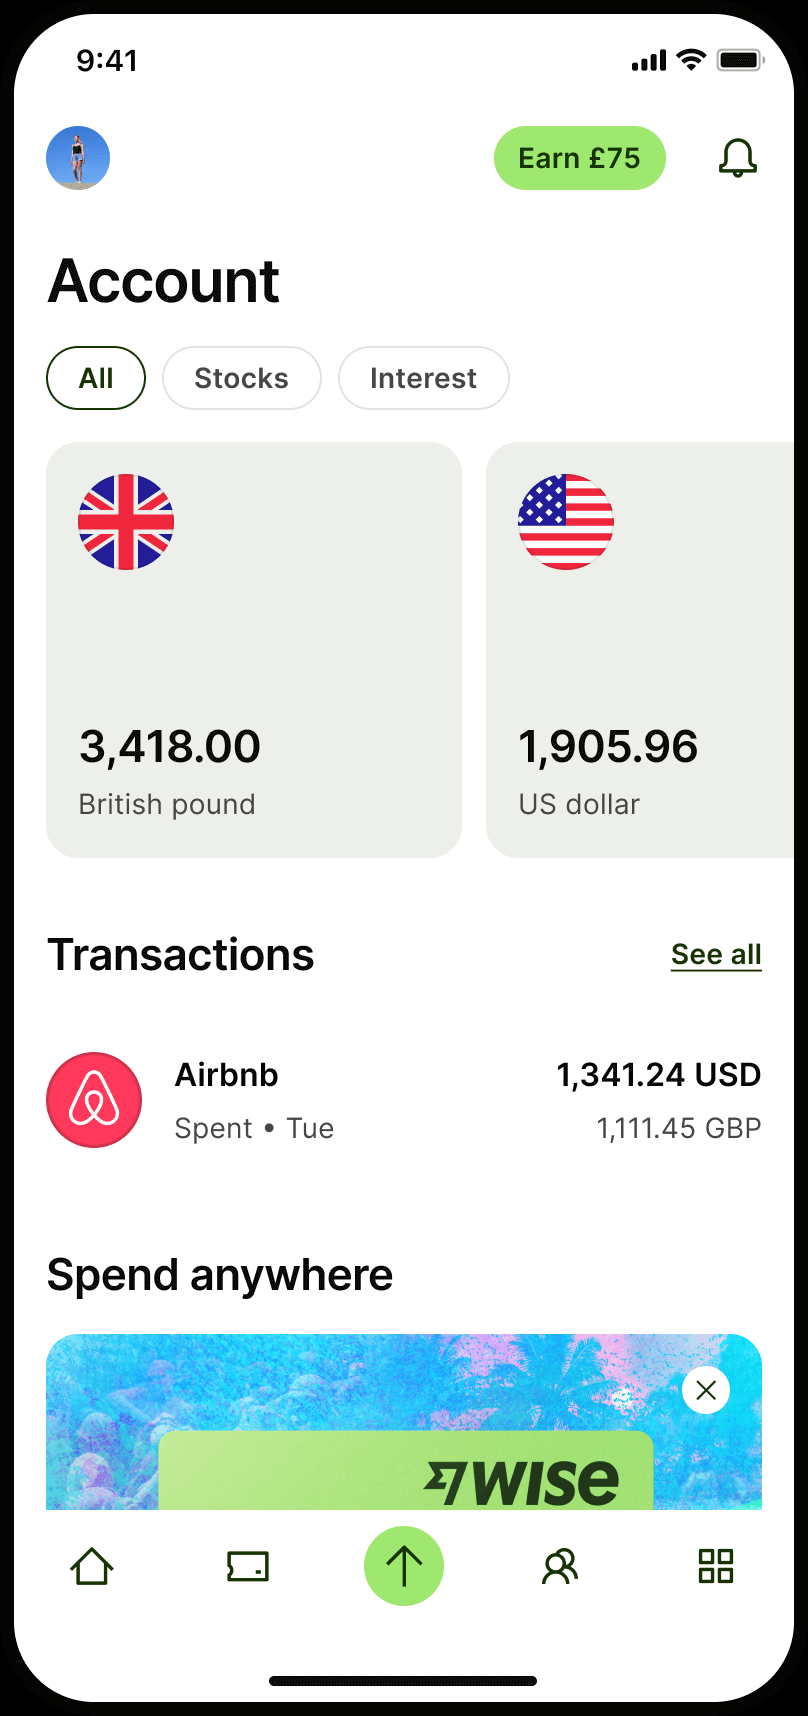 9:41
Earn £75
Account
All Stocks Interest
3,418.00 1,905.96
British pound US dollar
Transactions See all
Airbnb 1,341.24 USD
Spent • Tue 1,111.45 GBP
Spend anywhere
WISE